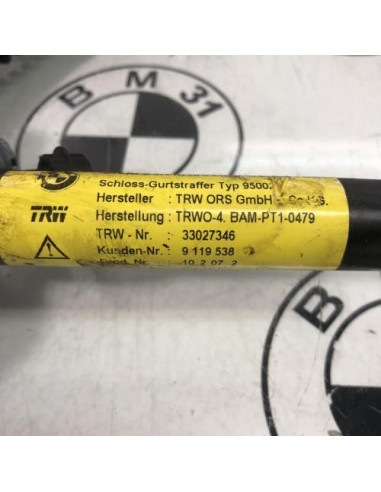 BM31
Schloss-Gurtstraffer Typ 9500
TRW
Hersteller : TRW ORS GmbH
Herstellung : TRWO-4. BAM-PT1-0479
TRW - Nr. : 33027346
Kunden-Nr. : 9 119 538